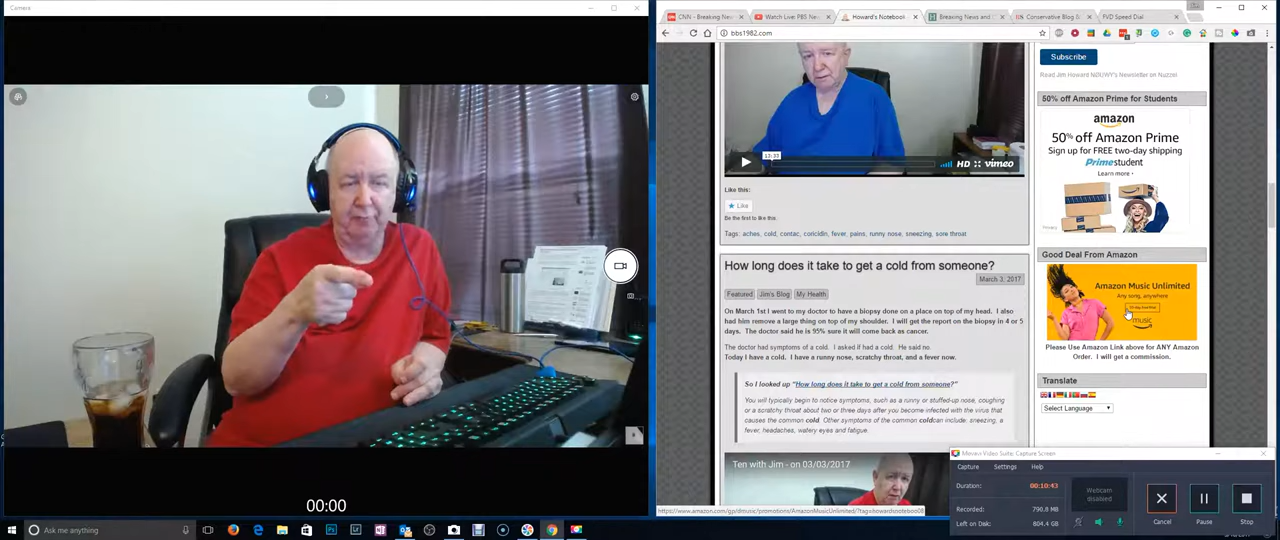 Camera
00:00
CNN - Breaking Nev
Watch Live: PBS Nev
Howard's Notebook
Breaking News and C
Conservative Blog &
FVD Speed Dial
bbs1982.com
13:33
HD
vimeo
Like this:
Like
Be the first to like this.
Tags: aches, cold, contac, coricidin, fever, pains, runny nose, sneezing, sore throat
How long does it take to get a cold from someone?
March 3, 2017
Featured
Jim's Blog
My Health
On March 1st I went to my doctor to have a biopsy done on a place on top of my head. I also
had him remove a large thing on top of my shoulder. I will get the report on the biopsy in 4 or 5
days. The doctor said he is 95% sure it will come back as cancer.
The doctor had symptoms of a cold. I asked if had a cold. He said no.
Today I have a cold. I have a runny nose, scratchy throat, and a fever now.
So I looked up "How long does it take to get a cold from someone?"
You will typically begin to notice symptoms, such as a runny or stuffed-up nose, coughing
or a scratchy throat about two or three days after you become infected with the virus that
causes the common cold. Other symptoms of the common coldcan include: sneezing, a
fever, headaches, watery eyes and fatigue.
Ten with Jim - on 03/03/2017
Subscribe
Read Jim Howard N0UWY's Newsletter on Nuzzel
50% off Amazon Prime for Students
amazon
50% off Amazon Prime
Sign up for FREE two-day shipping
Primestudent
Learn more
Privacy
Good Deal From Amazon
Amazon Music Unlimited
Any song, anywhere
music
Please Use Amazon Link above for ANY Amazon
Order. I will get a commission.
Translate
Select Language
Movavi Video Suite: Capture Screen
Capture
Settings
Help
Duration:
00:10:43
Recorded:
790.8 MB
Left on Disk:
804.4 GB
Webcam
disabled
Cancel
Pause
Stop
Ask me anything